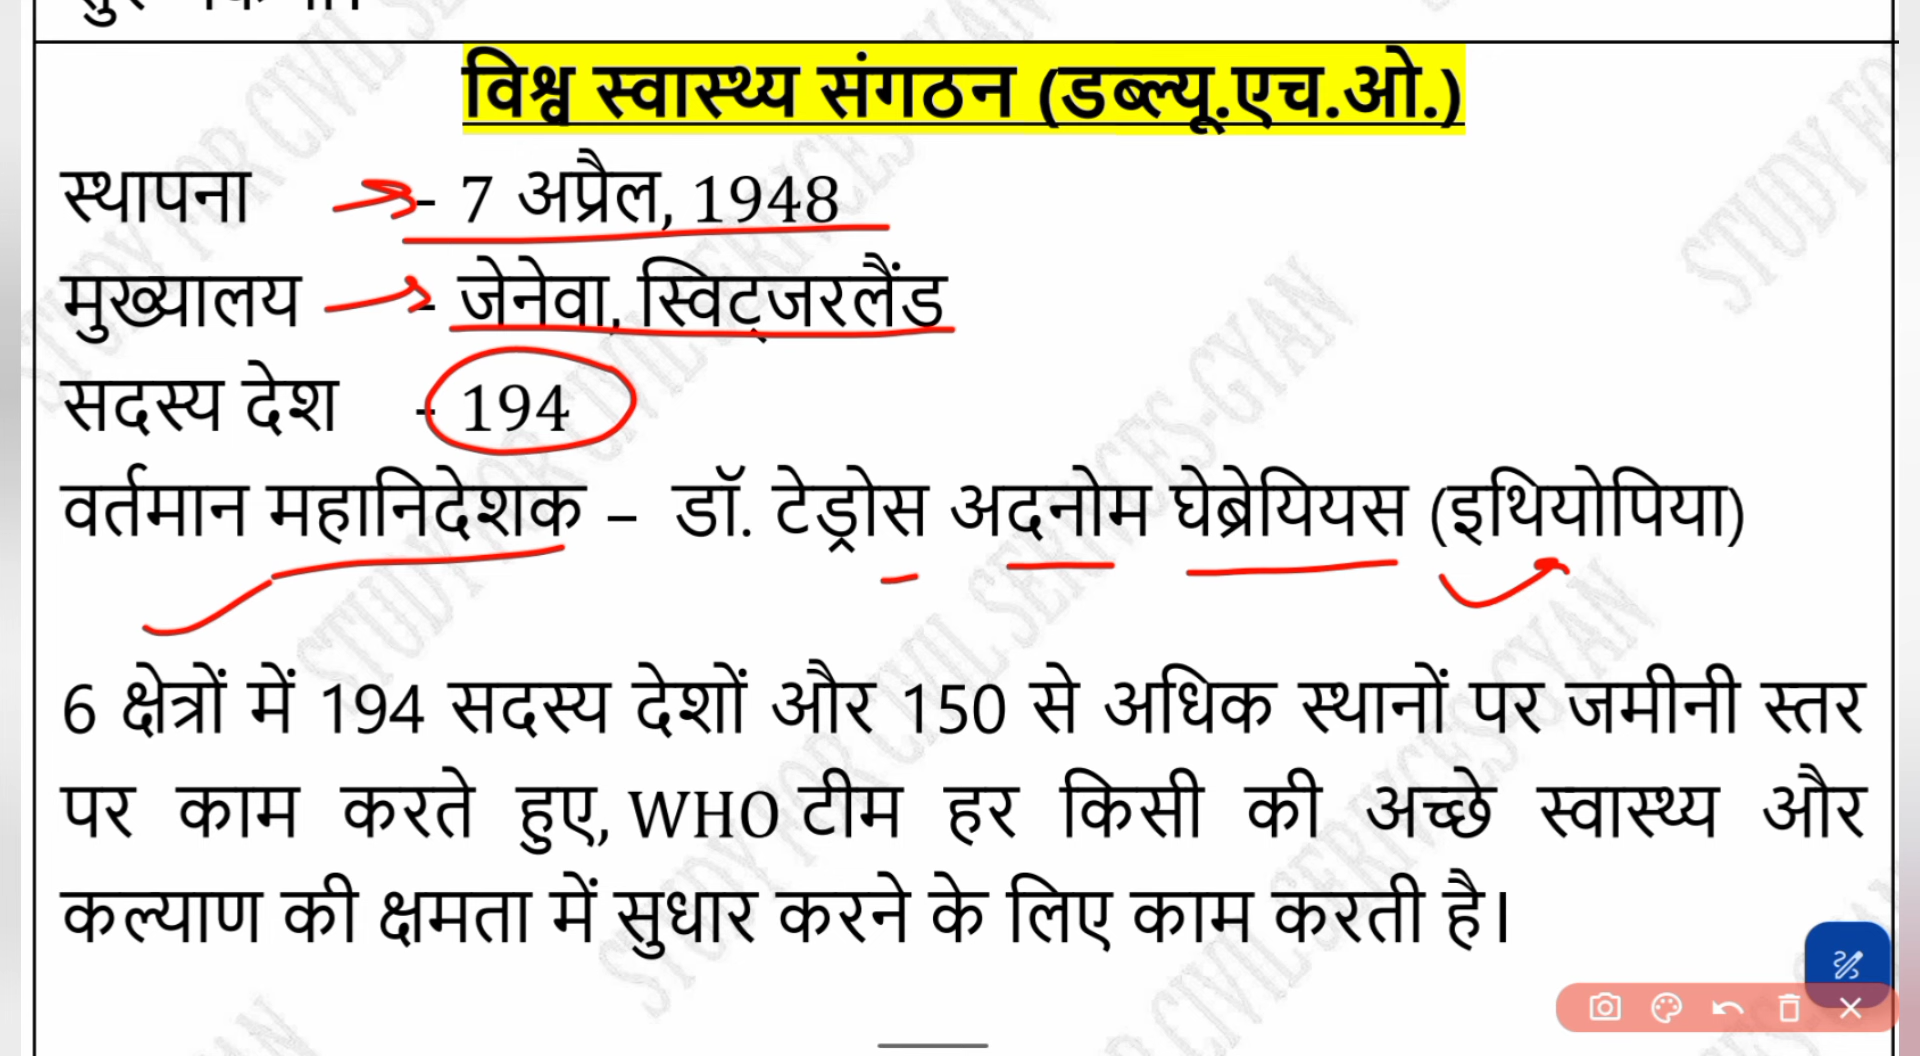 विश्व स्वास्थ्य संगठन (डब्ल्यू.एच.ओ.)
स्थापना - 7 अप्रैल, 1948
मुख्यालय - जेनेवा, स्विट्जरलैंड
सदस्य देश - 194
वर्तमान महानिदेशक – डॉ. टेड्रोस अदनोम घेब्रेयियस (इथियोपिया)
6 क्षेत्रों में 194 सदस्य देशों और 150 से अधिक स्थानों पर जमीनी स्तर
पर काम करते हुए, WHO टीम हर किसी की अच्छे स्वास्थ्य और
कल्याण की क्षमता में सुधार करने के लिए काम करती है।